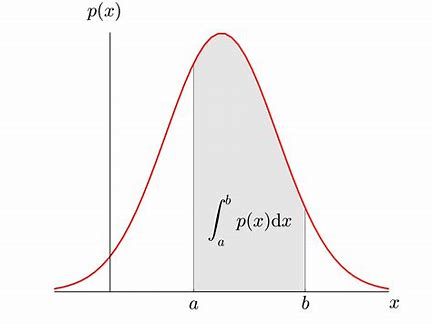 p(x)
∫_a^b p(x)dx
a b x